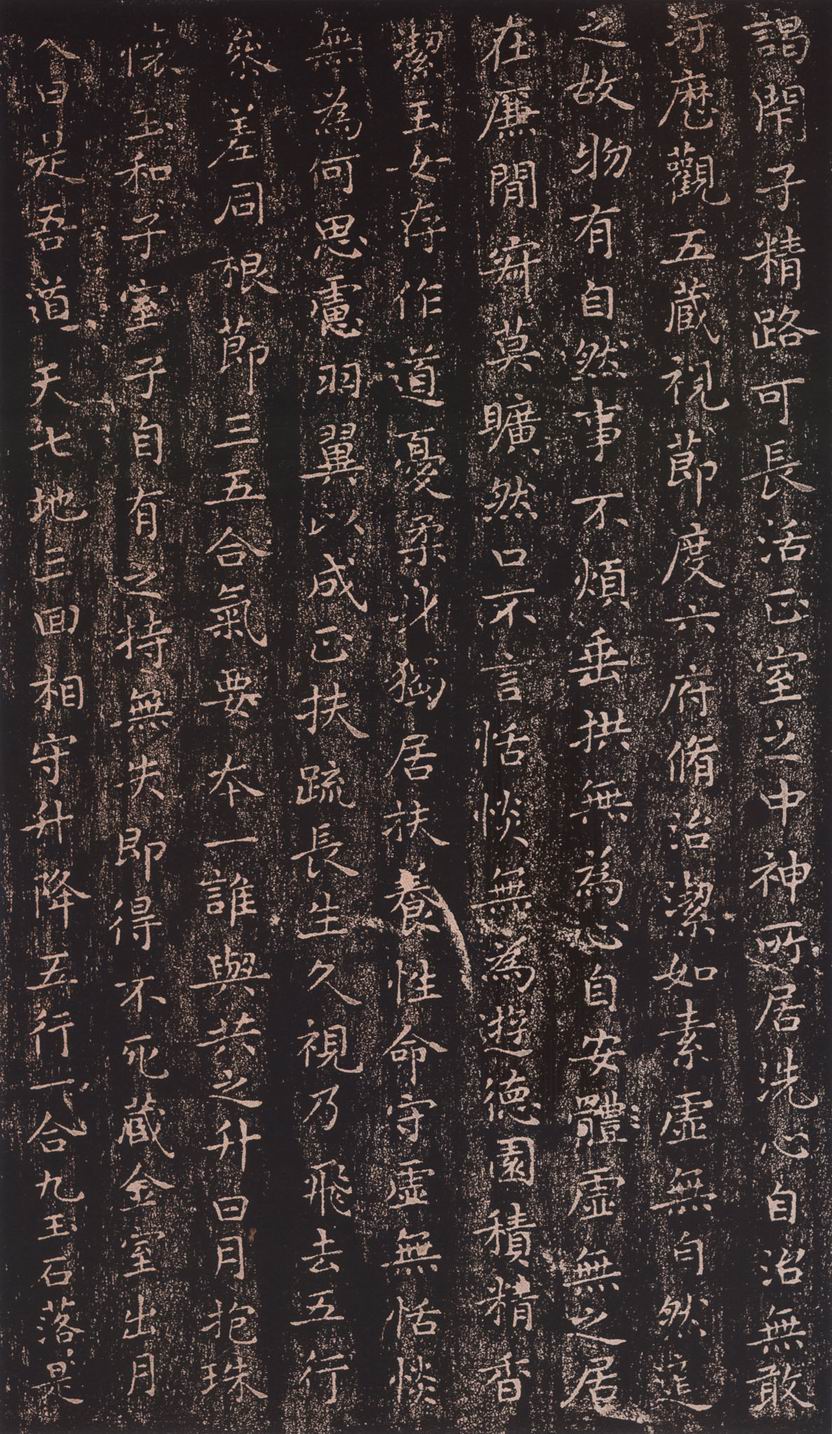 謁閉子精路可長活正室之中神所居洗心自治無敢
汙歷觀五藏視節度六府脩治潔如素虛無自然道
之故物有自然事不煩垂拱無為心自安體虛無之居
在廉間寂莫曠然口不言恬惔無為遊德園積精香
潔玉女存作道憂柔身獨居扶養性命守虛無恬惔
無為何思慮羽翼以成正扶疏長生久視乃飛去五行
參差同根節三五合氣要本一誰與共之升日月抱珠
懷玉和子室子自有之持無失即得不死藏金室出月
入日是吾道天七地三回相守升降五行一合九玉石落是